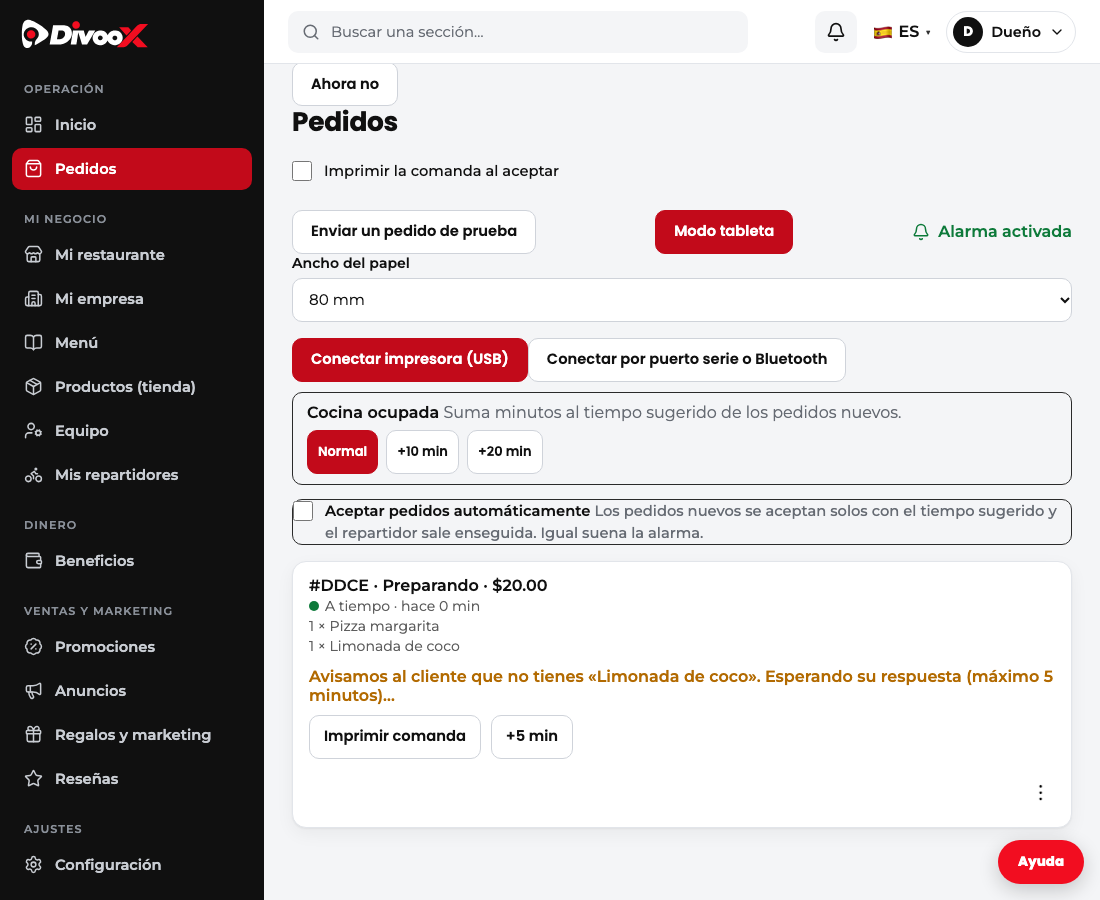 DivooX
Buscar una sección...
ES
D
Dueño
OPERACIÓN
Inicio
Pedidos
MI NEGOCIO
Mi restaurante
Mi empresa
Menú
Productos (tienda)
Equipo
Mis repartidores
DINERO
Beneficios
VENTAS Y MARKETING
Promociones
Anuncios
Regalos y marketing
Reseñas
AJUSTES
Configuración
Ahora no
Pedidos
Imprimir la comanda al aceptar
Enviar un pedido de prueba
Modo tableta
Alarma activada
Ancho del papel
80 mm
Conectar impresora (USB)
Conectar por puerto serie o Bluetooth
Cocina ocupada Suma minutos al tiempo sugerido de los pedidos nuevos.
Normal
+10 min
+20 min
Aceptar pedidos automáticamente Los pedidos nuevos se aceptan solos con el tiempo sugerido y
el repartidor sale enseguida. Igual suena la alarma.
#DDCE · Preparando · $20.00
A tiempo · hace 0 min
1 × Pizza margarita
1 × Limonada de coco
Avisamos al cliente que no tienes «Limonada de coco». Esperando su respuesta (máximo 5
minutos)...
Imprimir comanda
+5 min
Ayuda